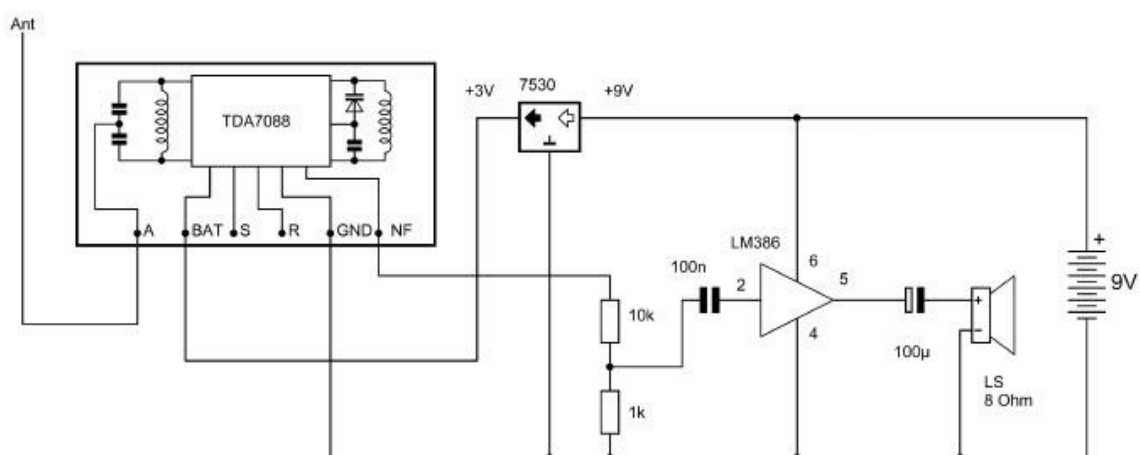 Ant
7530
+3V
+9V
TDA7088
A
BAT
S
R
GND
NF
LM386
100n
2
6
5
4
+
9V
10k
1k
100µ
+
−
LS
8 Ohm